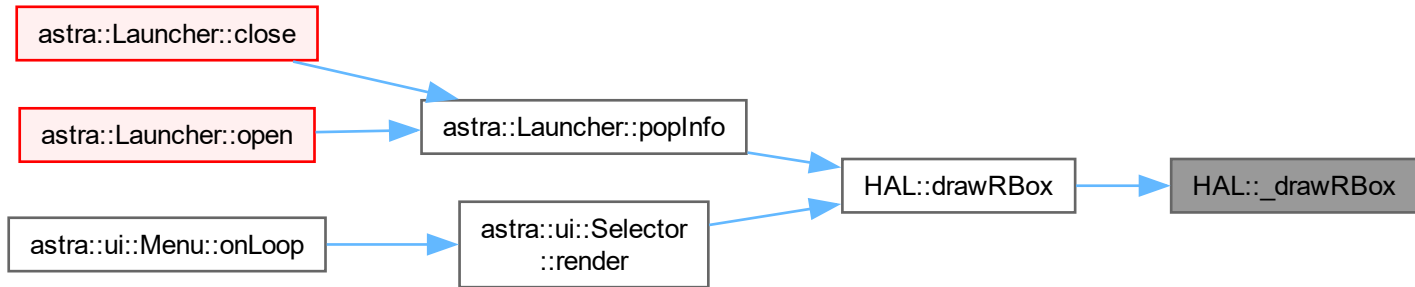 astra::Launcher::close
astra::Launcher::open
astra::Launcher::popInfo
HAL::drawRBox
HAL::_drawRBox
astra::ui::Menu::onLoop
astra::ui::Selector
::render